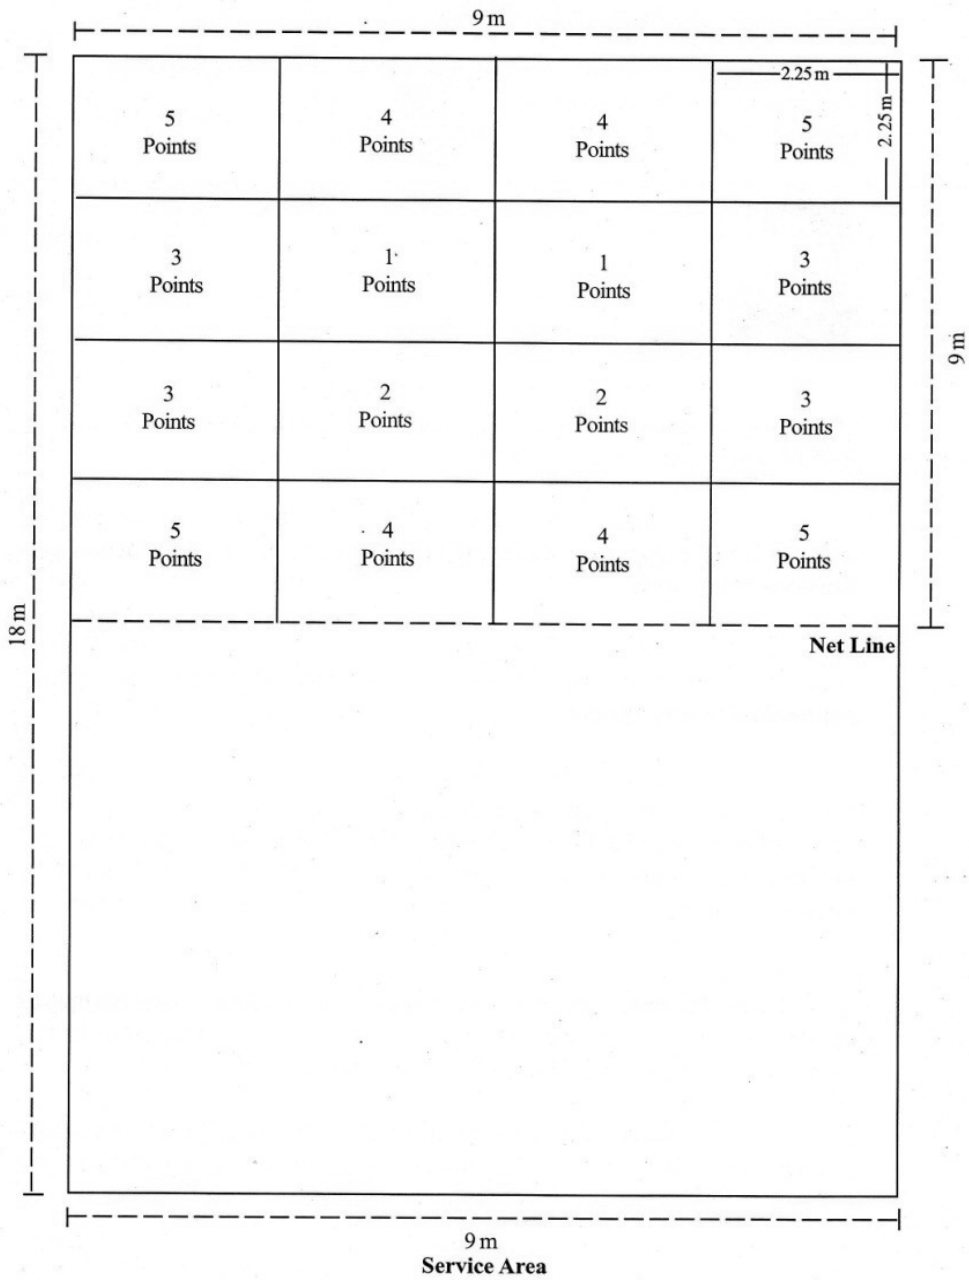 9 m
2.25 m
2.25 m
5
Points
4
Points
4
Points
5
Points
3
Points
1
Points
1
Points
3
Points
3
Points
2
Points
2
Points
3
Points
9 m
5
Points
4
Points
4
Points
5
Points
18 m
Net Line
9 m
Service Area